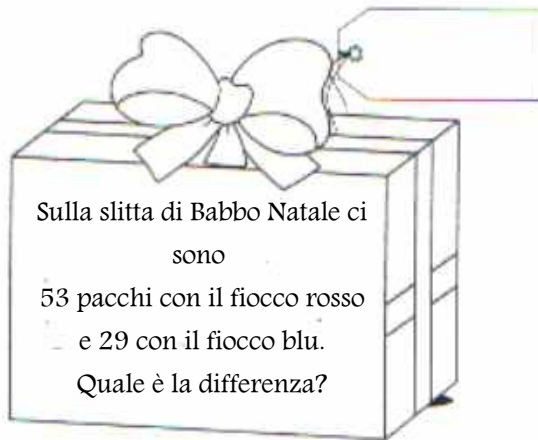 Sulla slitta di Babbo Natale ci
sono
53 pacchi con il fiocco rosso
e 29 con il fiocco blu.
Quale è la differenza?